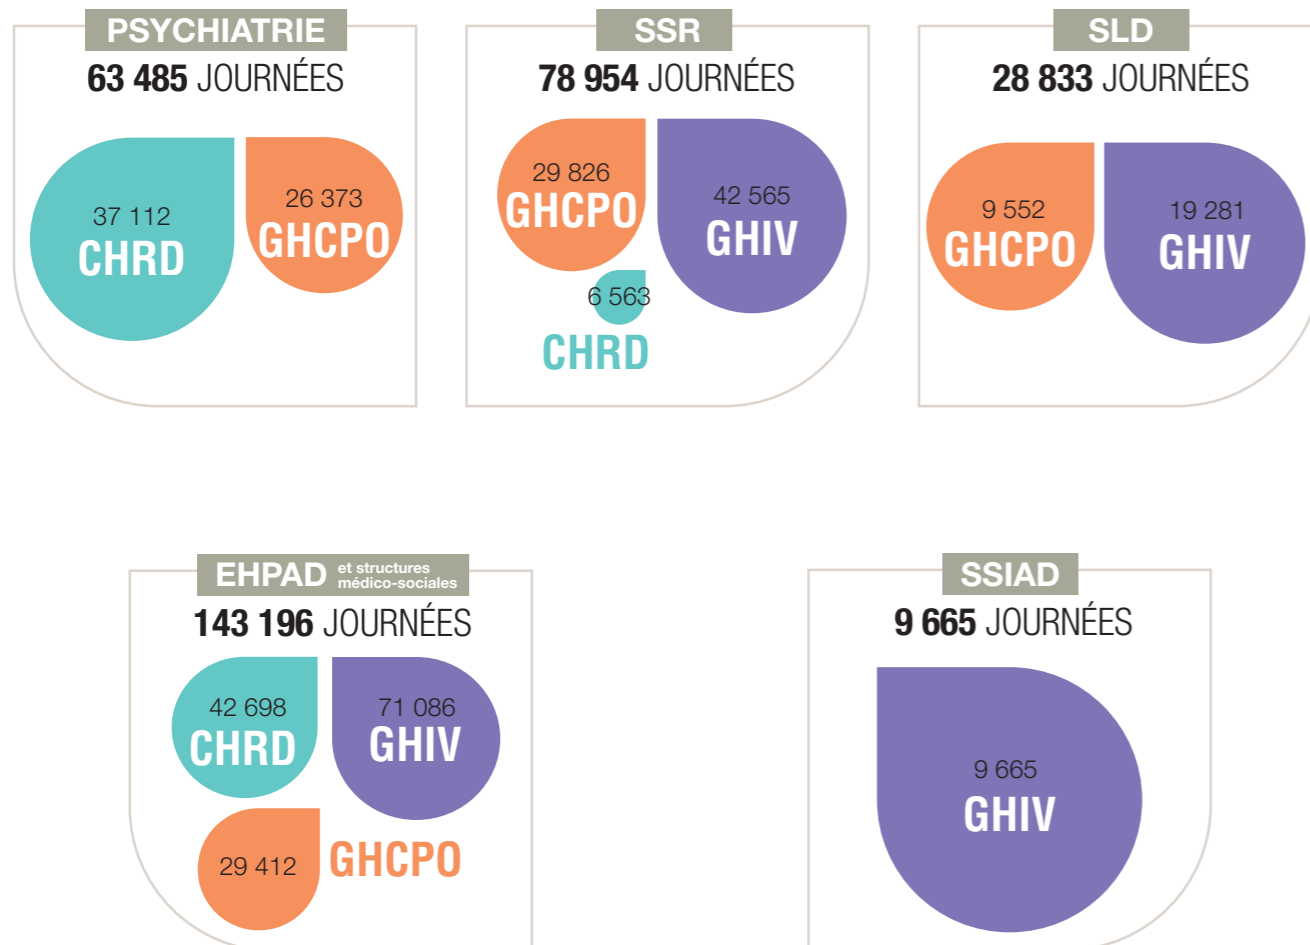 PSYCHIATRIE
63 485 JOURNÉES
37 112
CHRD
26 373
GHCPO
SSR
78 954 JOURNÉES
29 826
GHCPO
42 565
GHIV
6 563
CHRD
SLD
28 833 JOURNÉES
9 552
GHCPO
19 281
GHIV
EHPAD et structures
médico-sociales
143 196 JOURNÉES
42 698
CHRD
71 086
GHIV
29 412
GHCPO
SSIAD
9 665 JOURNÉES
9 665
GHIV